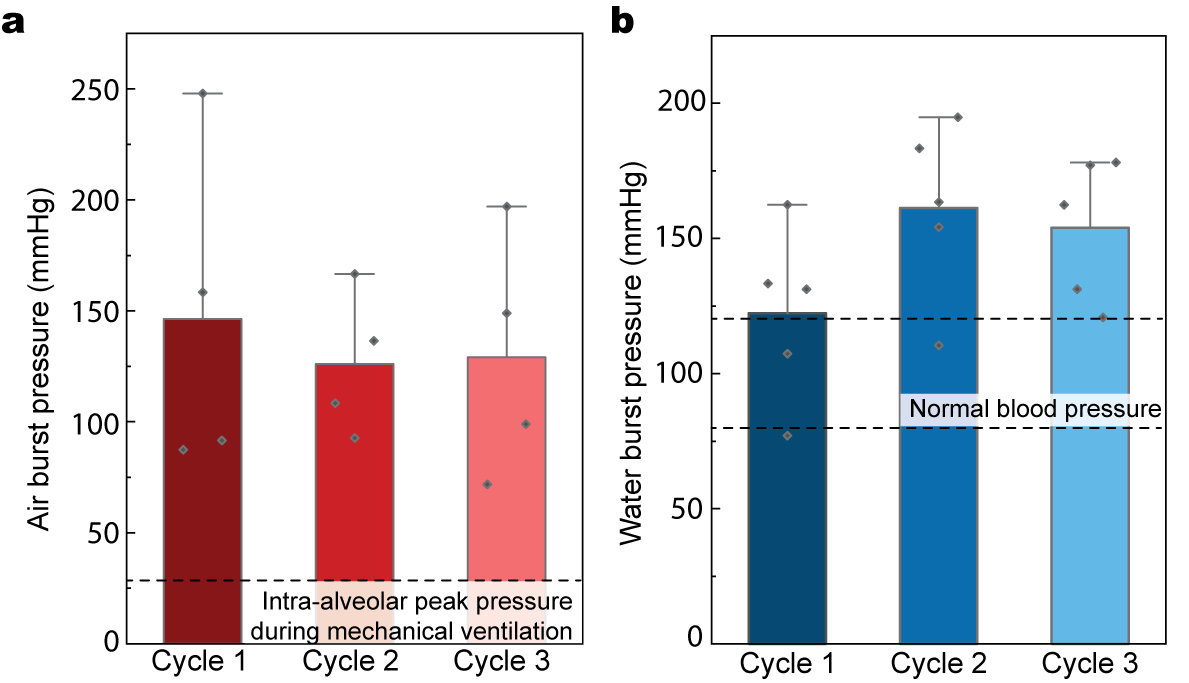 a
Air burst pressure (mmHg)
250
200
150
100
50
0
Intra-alveolar peak pressure
during mechanical ventilation
Cycle 1
Cycle 2
Cycle 3
b
Water burst pressure (mmHg)
200
150
100
50
0
Normal blood pressure
Cycle 1
Cycle 2
Cycle 3